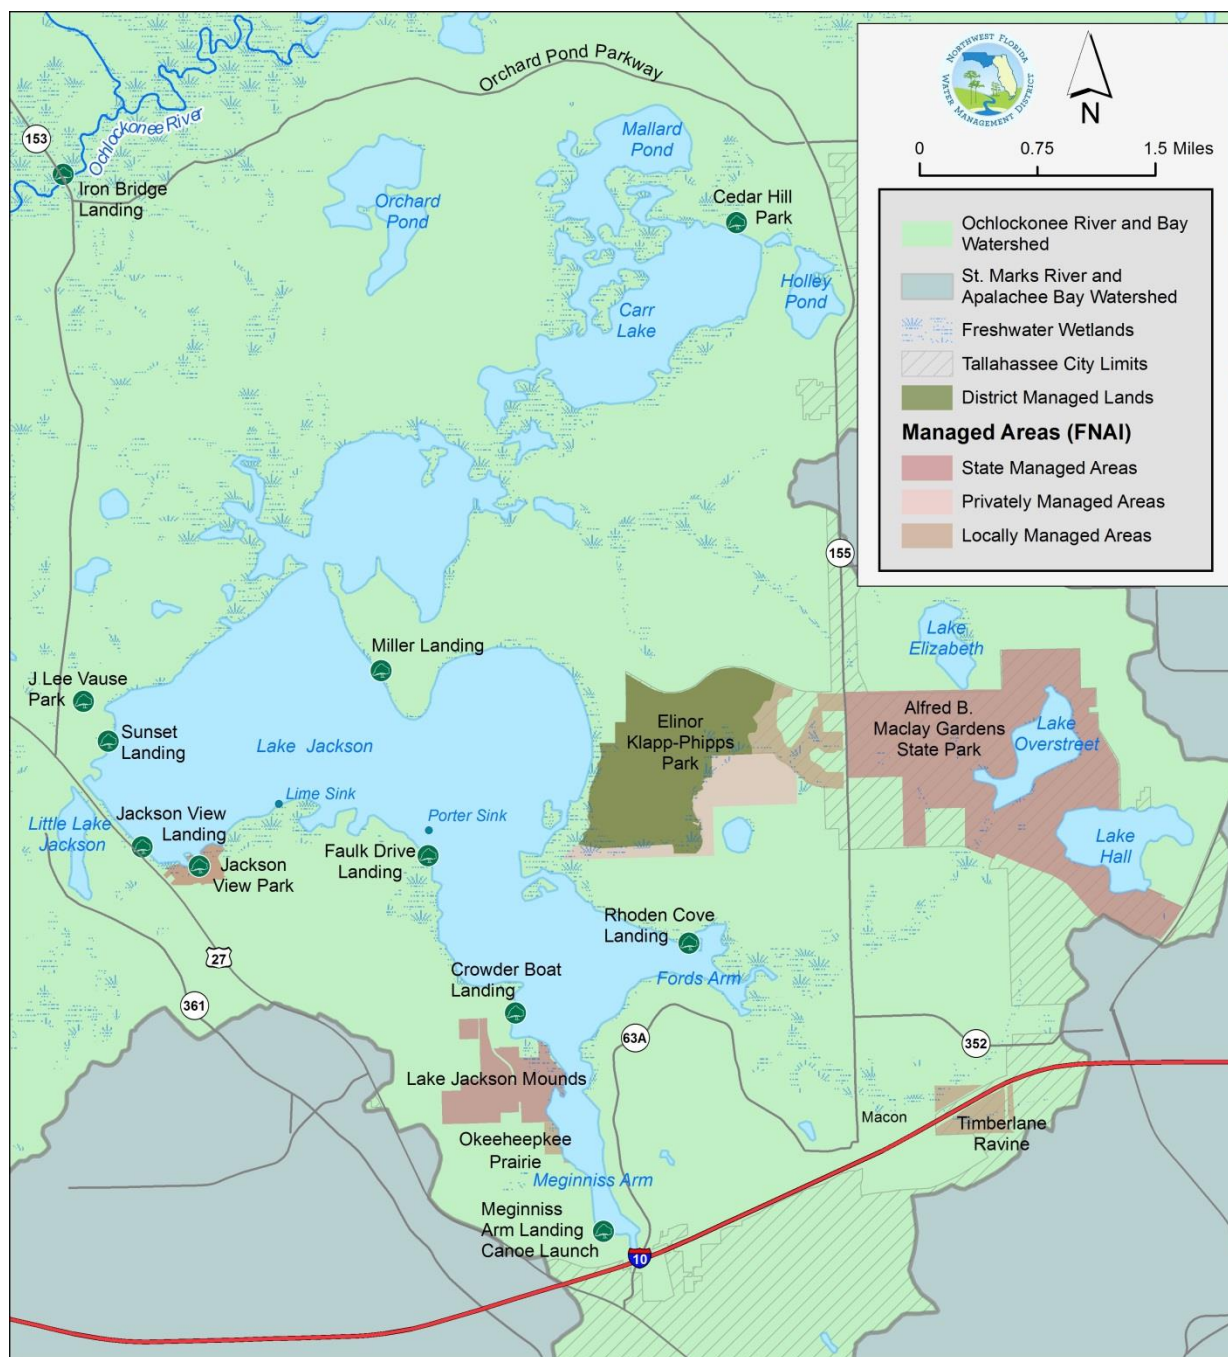 Orchard Pond Parkway
NORTHWEST FLORIDA
WATER MANAGEMENT DISTRICT
N
0 0.75 1.5 Miles
Ochlockonee River and Bay
Watershed
St. Marks River and
Apalachee Bay Watershed
Freshwater Wetlands
Tallahassee City Limits
District Managed Lands
Managed Areas (FNAI)
State Managed Areas
Privately Managed Areas
Locally Managed Areas
153
Ochlockonee River
Iron Bridge
Landing
Orchard
Pond
Mallard
Pond
Cedar Hill
Park
Holley
Pond
Carr
Lake
155
Miller Landing
J Lee Vause
Park
Sunset
Landing
Lake Jackson
Elinor
Klapp-Phipps
Park
Lake
Elizabeth
Alfred B.
Maclay Gardens
State Park
Lake
Overstreet
Lake
Hall
Lime Sink
Porter Sink
Little Lake
Jackson
Jackson View
Landing
Jackson
View Park
Faulk Drive
Landing
Rhoden Cove
Landing
Fords Arm
27
361
Crowder Boat
Landing
63A
352
Lake Jackson Mounds
Macon
Timberlane
Ravine
Okeeheepkee
Prairie
Meginniss Arm
Meginniss
Arm Landing
Canoe Launch
10